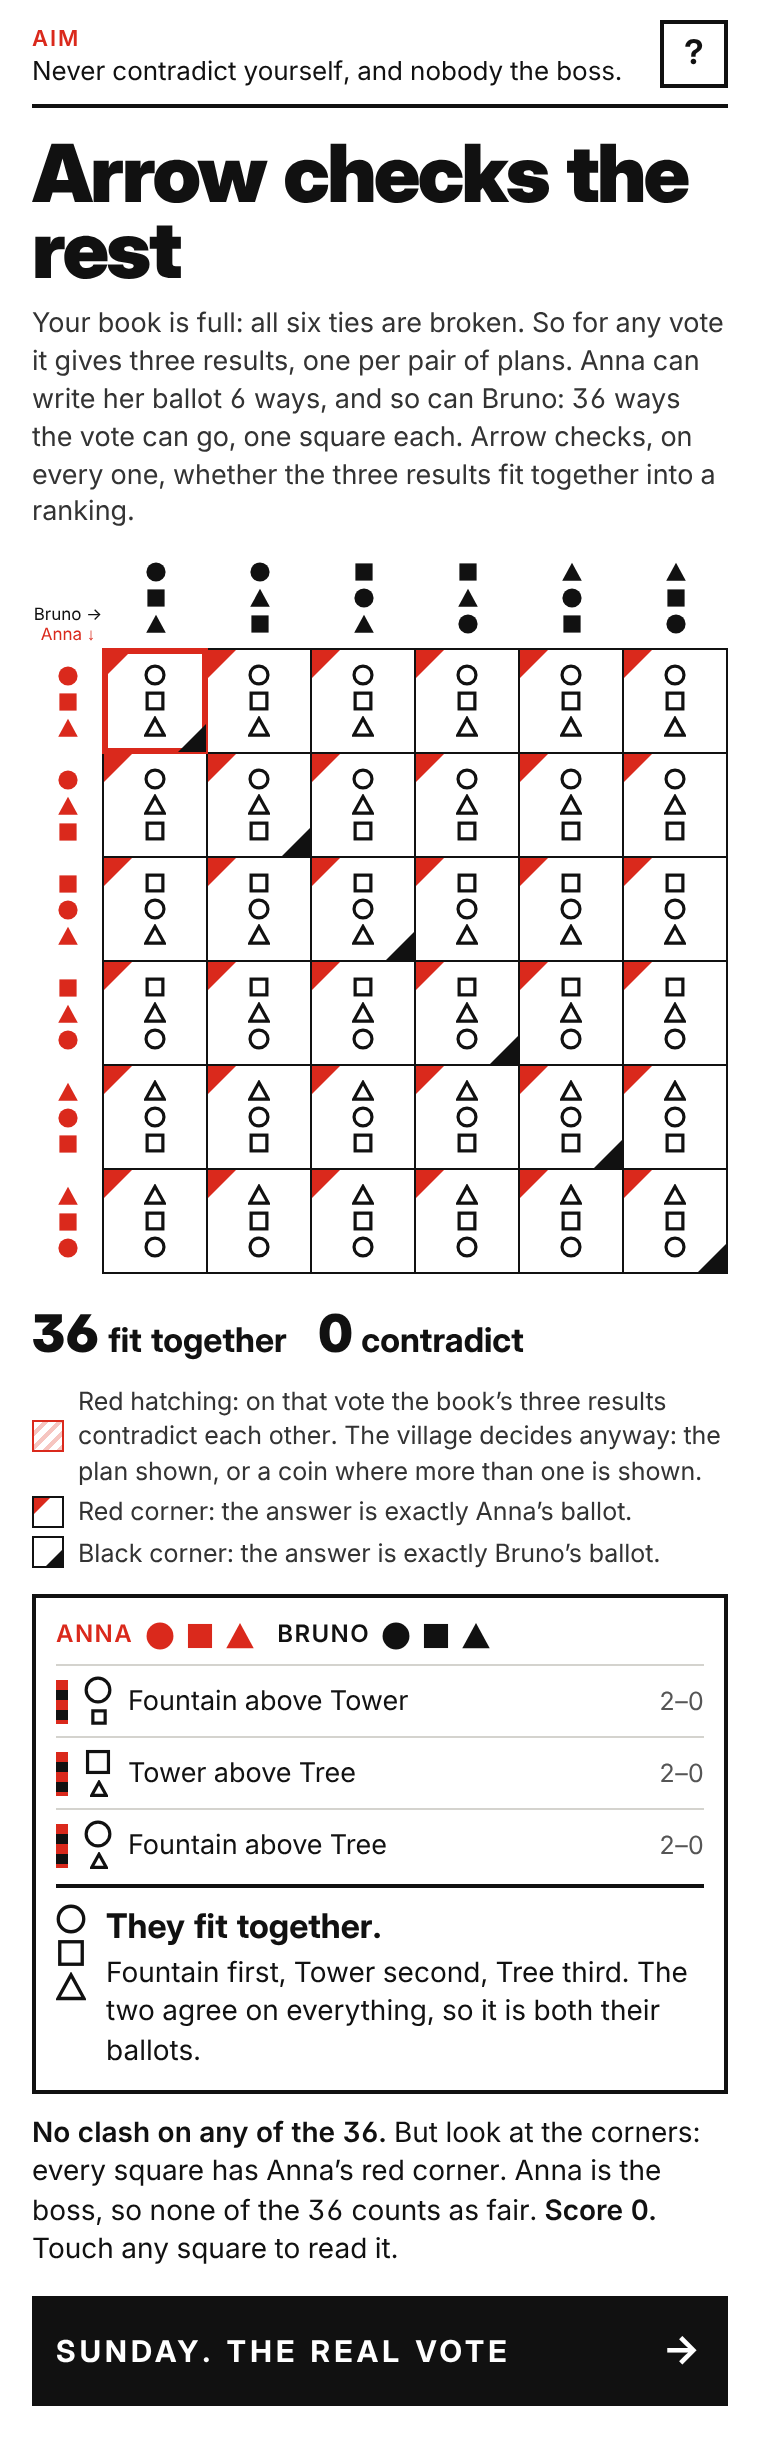 AIM
Never contradict yourself, and nobody the boss.
?
Arrow checks the
rest
Your book is full: all six ties are broken. So for any vote
it gives three results, one per pair of plans. Anna can
write her ballot 6 ways, and so can Bruno: 36 ways
the vote can go, one square each. Arrow checks, on
every one, whether the three results fit together into a
ranking.
Bruno →
Anna ↓
36 fit together 0 contradict
Red hatching: on that vote the book’s three results
contradict each other. The village decides anyway: the
plan shown, or a coin where more than one is shown.
Red corner: the answer is exactly Anna’s ballot.
Black corner: the answer is exactly Bruno’s ballot.
ANNA BRUNO
Fountain above Tower 2–0
Tower above Tree 2–0
Fountain above Tree 2–0
They fit together.
Fountain first, Tower second, Tree third. The
two agree on everything, so it is both their
ballots.
No clash on any of the 36. But look at the corners:
every square has Anna’s red corner. Anna is the
boss, so none of the 36 counts as fair. Score 0.
Touch any square to read it.
SUNDAY. THE REAL VOTE →